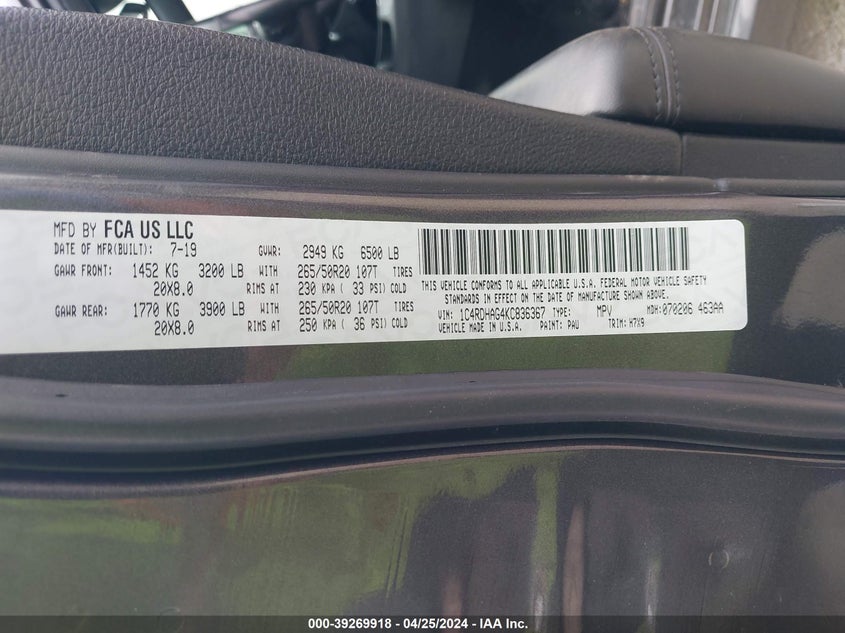 MFD BY FCA US LLC
DATE OF MFR(BUILT): 7-19 GVWR: 2949 KG 6500 LB
GAWR FRONT: 1452 KG 3200 LB WITH 265/50R20 107T TIRES
20X8.0 RIMS AT 230 KPA ( 33 PSI) COLD
GAWR REAR: 1770 KG 3900 LB WITH 265/50R20 107T TIRES
20X8.0 RIMS AT 250 KPA ( 36 PSI) COLD
THIS VEHICLE CONFORMS TO ALL APPLICABLE U.S.A. FEDERAL MOTOR VEHICLE SAFETY
STANDARDS IN EFFECT ON THE DATE OF MANUFACTURE SHOWN ABOVE.
VIN: 1C4RDHAG4KC836367 TYPE: MPV MDH:070206 463AA
VEHICLE MADE IN U.S.A. PAINT: PAU TRIM: H7X9
000-39269918 - 04/25/2024 - IAA Inc.